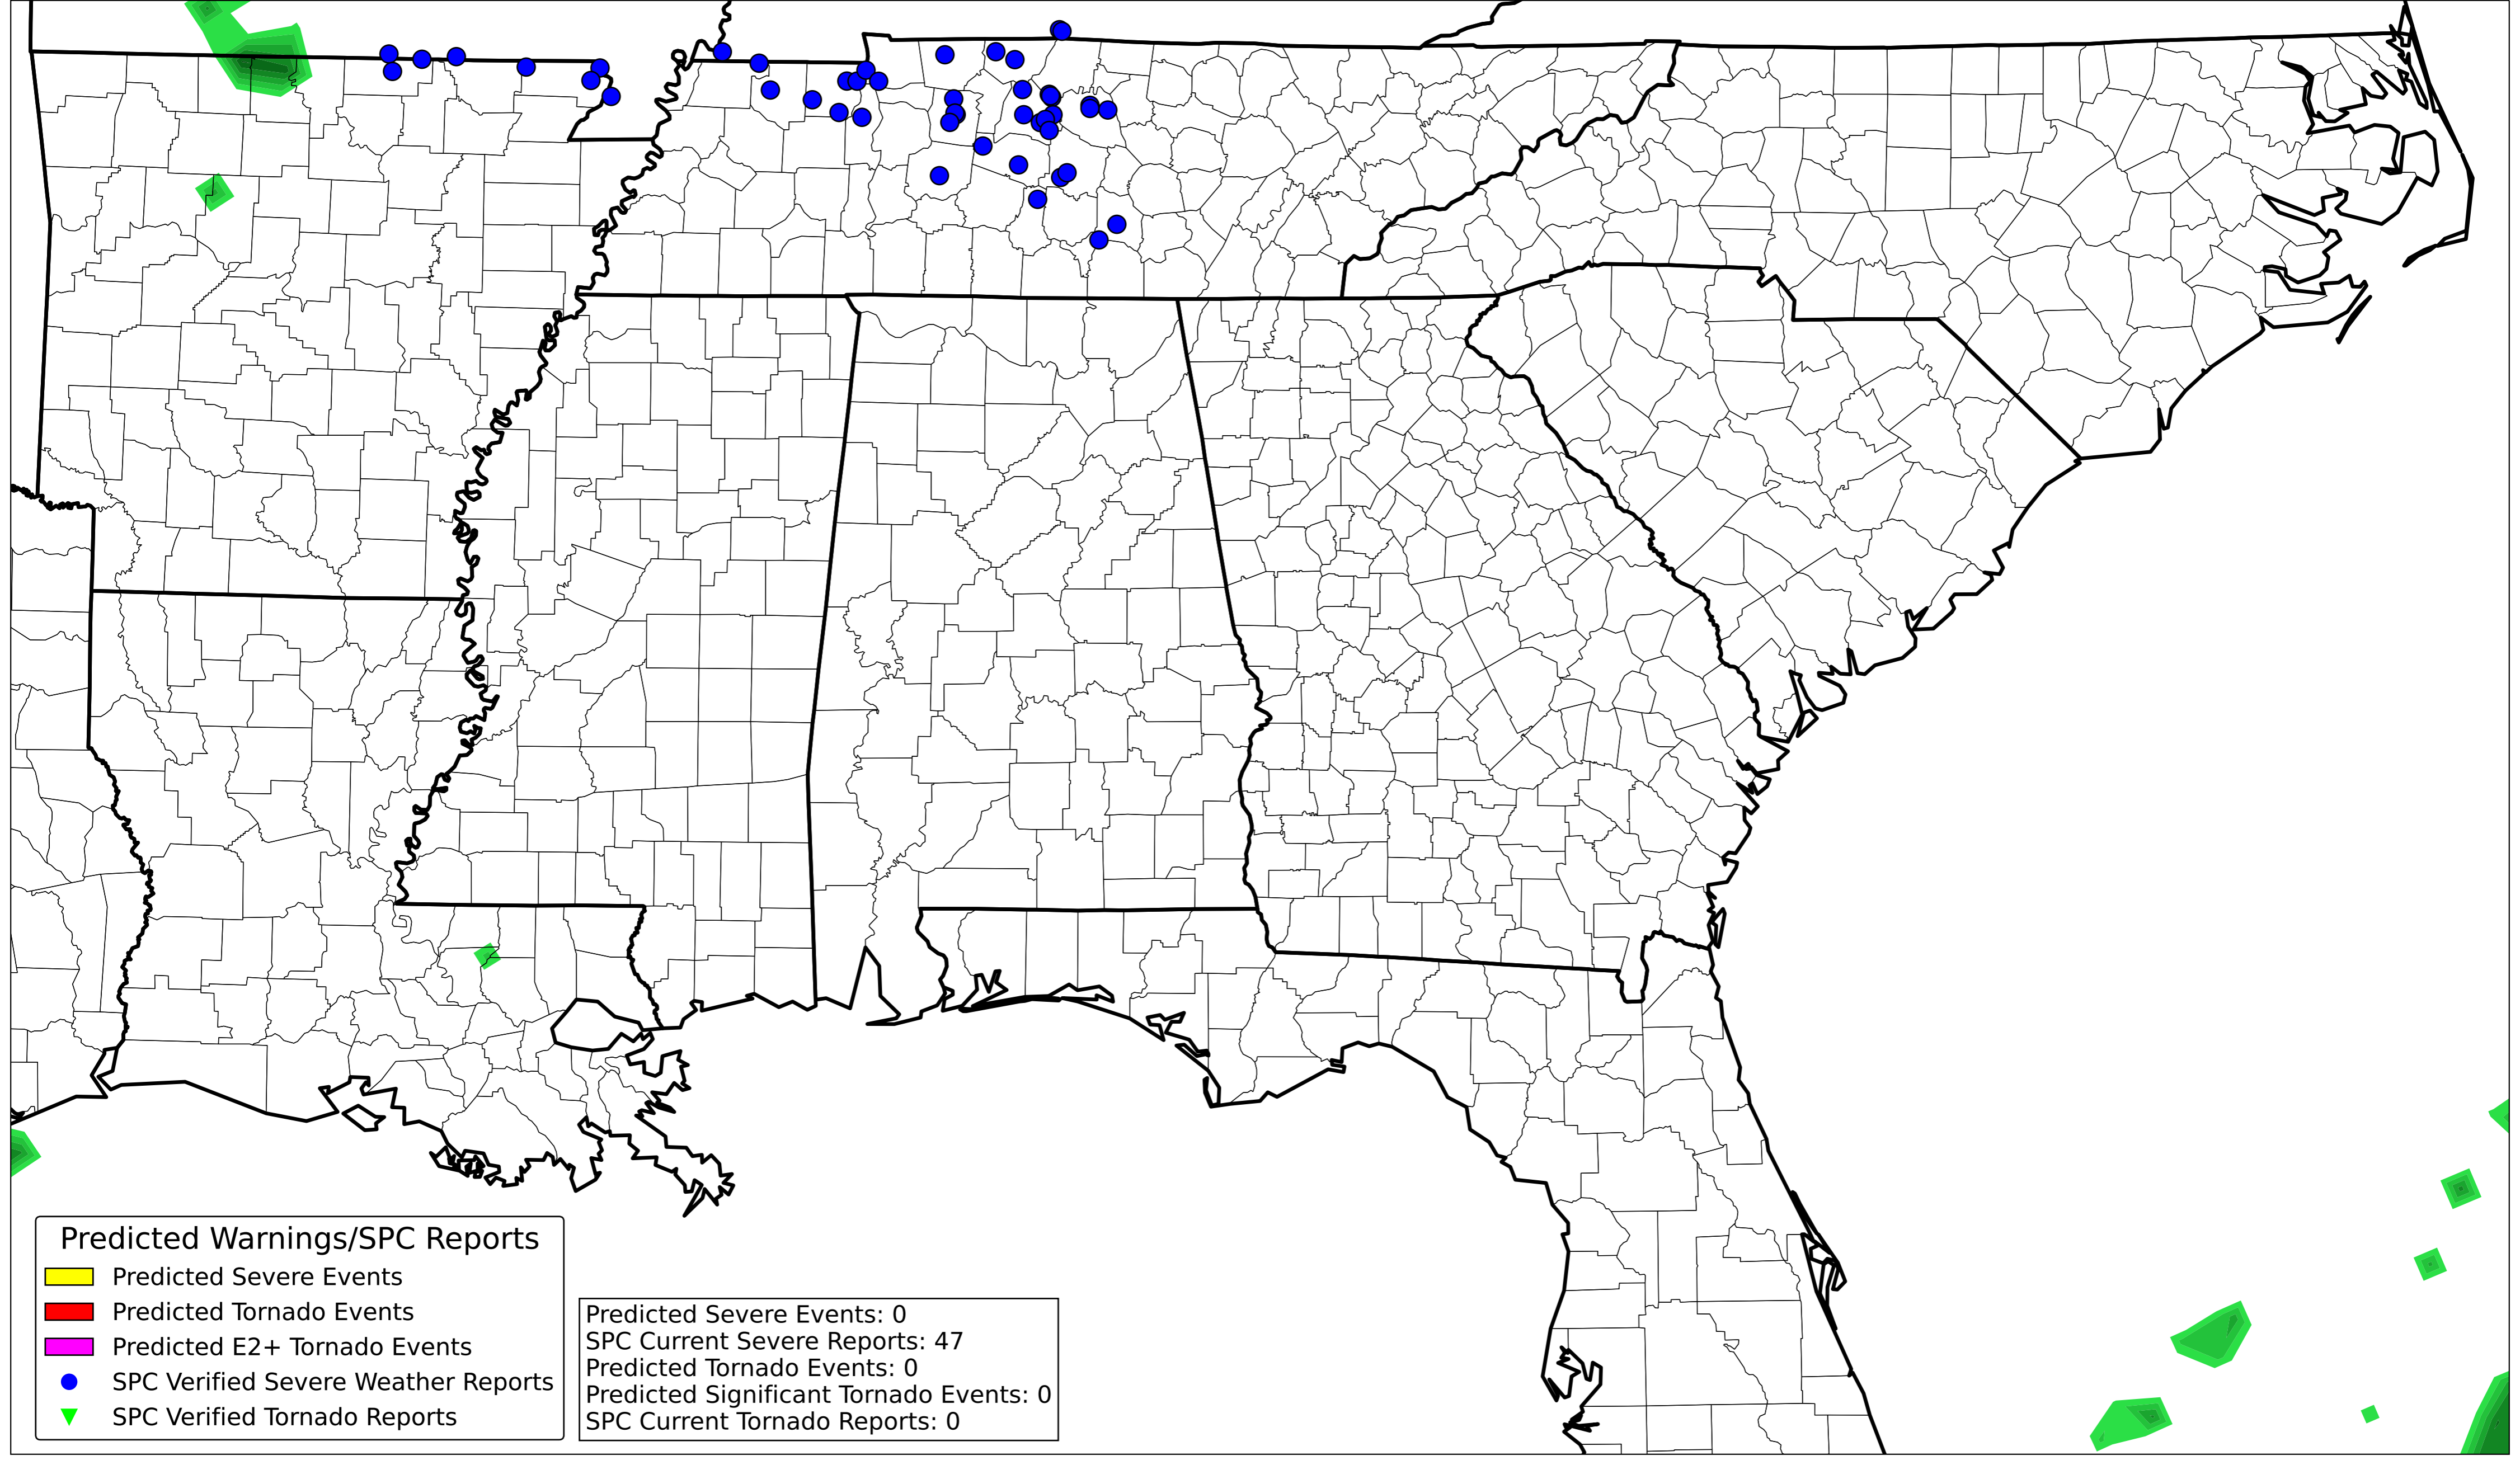 Predicted Warnings/SPC Reports
Predicted Severe Events
Predicted Tornado Events
Predicted E2+ Tornado Events
SPC Verified Severe Weather Reports
SPC Verified Tornado Reports
Predicted Severe Events: 0
SPC Current Severe Reports: 47
Predicted Tornado Events: 0
Predicted Significant Tornado Events: 0
SPC Current Tornado Reports: 0